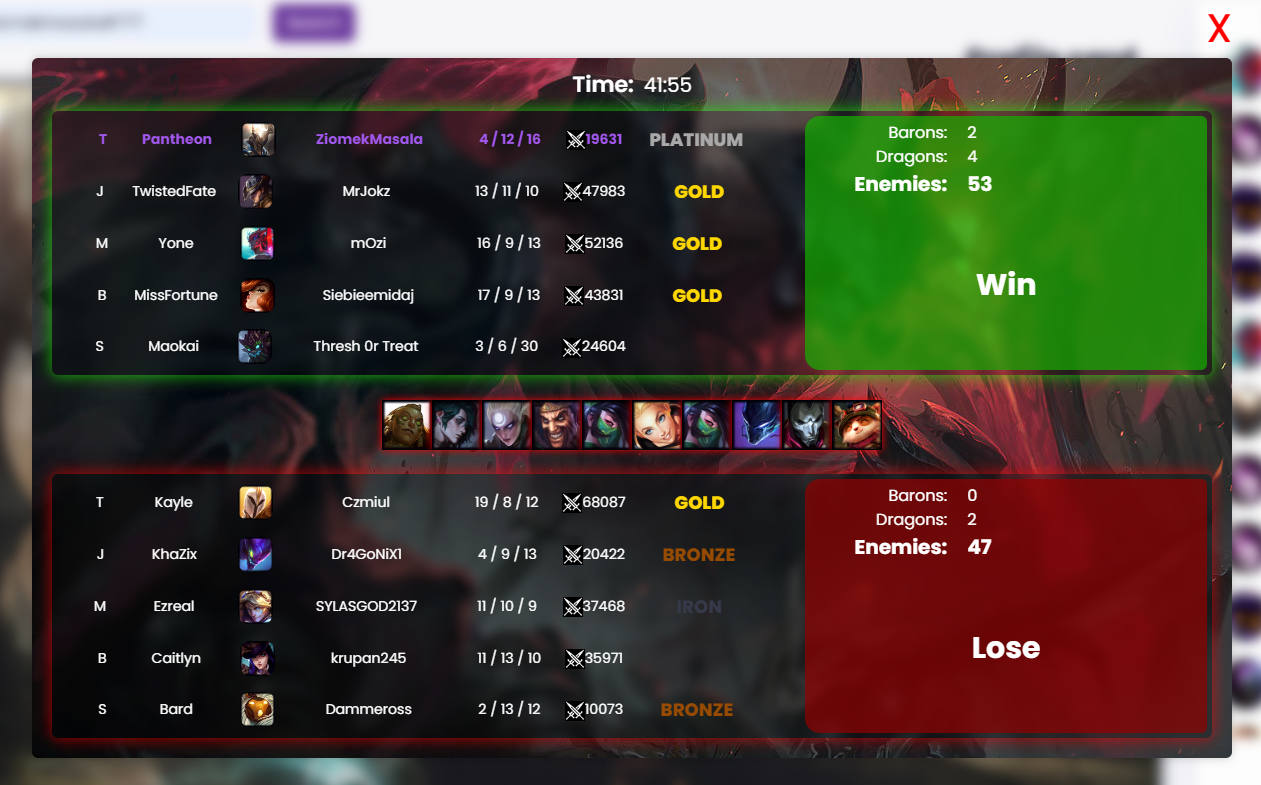 X
Time: 41:55
T Pantheon ZiomekMasala 4 / 12 / 16 19631 PLATINUM
J TwistedFate MrJokz 13 / 11 / 10 47983 GOLD
M Yone mOzi 16 / 9 / 13 52136 GOLD
B MissFortune Siebieemidaj 17 / 9 / 13 43831 GOLD
S Maokai Thresh 0r Treat 3 / 6 / 30 24604
Barons: 2
Dragons: 4
Enemies: 53
Win
T Kayle Czmiul 19 / 8 / 12 68087 GOLD
J KhaZix Dr4GoNiX1 4 / 9 / 13 20422 BRONZE
M Ezreal SYLASGOD2137 11 / 10 / 9 37468 IRON
B Caitlyn krupan245 11 / 13 / 10 35971
S Bard Dammeross 2 / 13 / 12 10073 BRONZE
Barons: 0
Dragons: 2
Enemies: 47
Lose